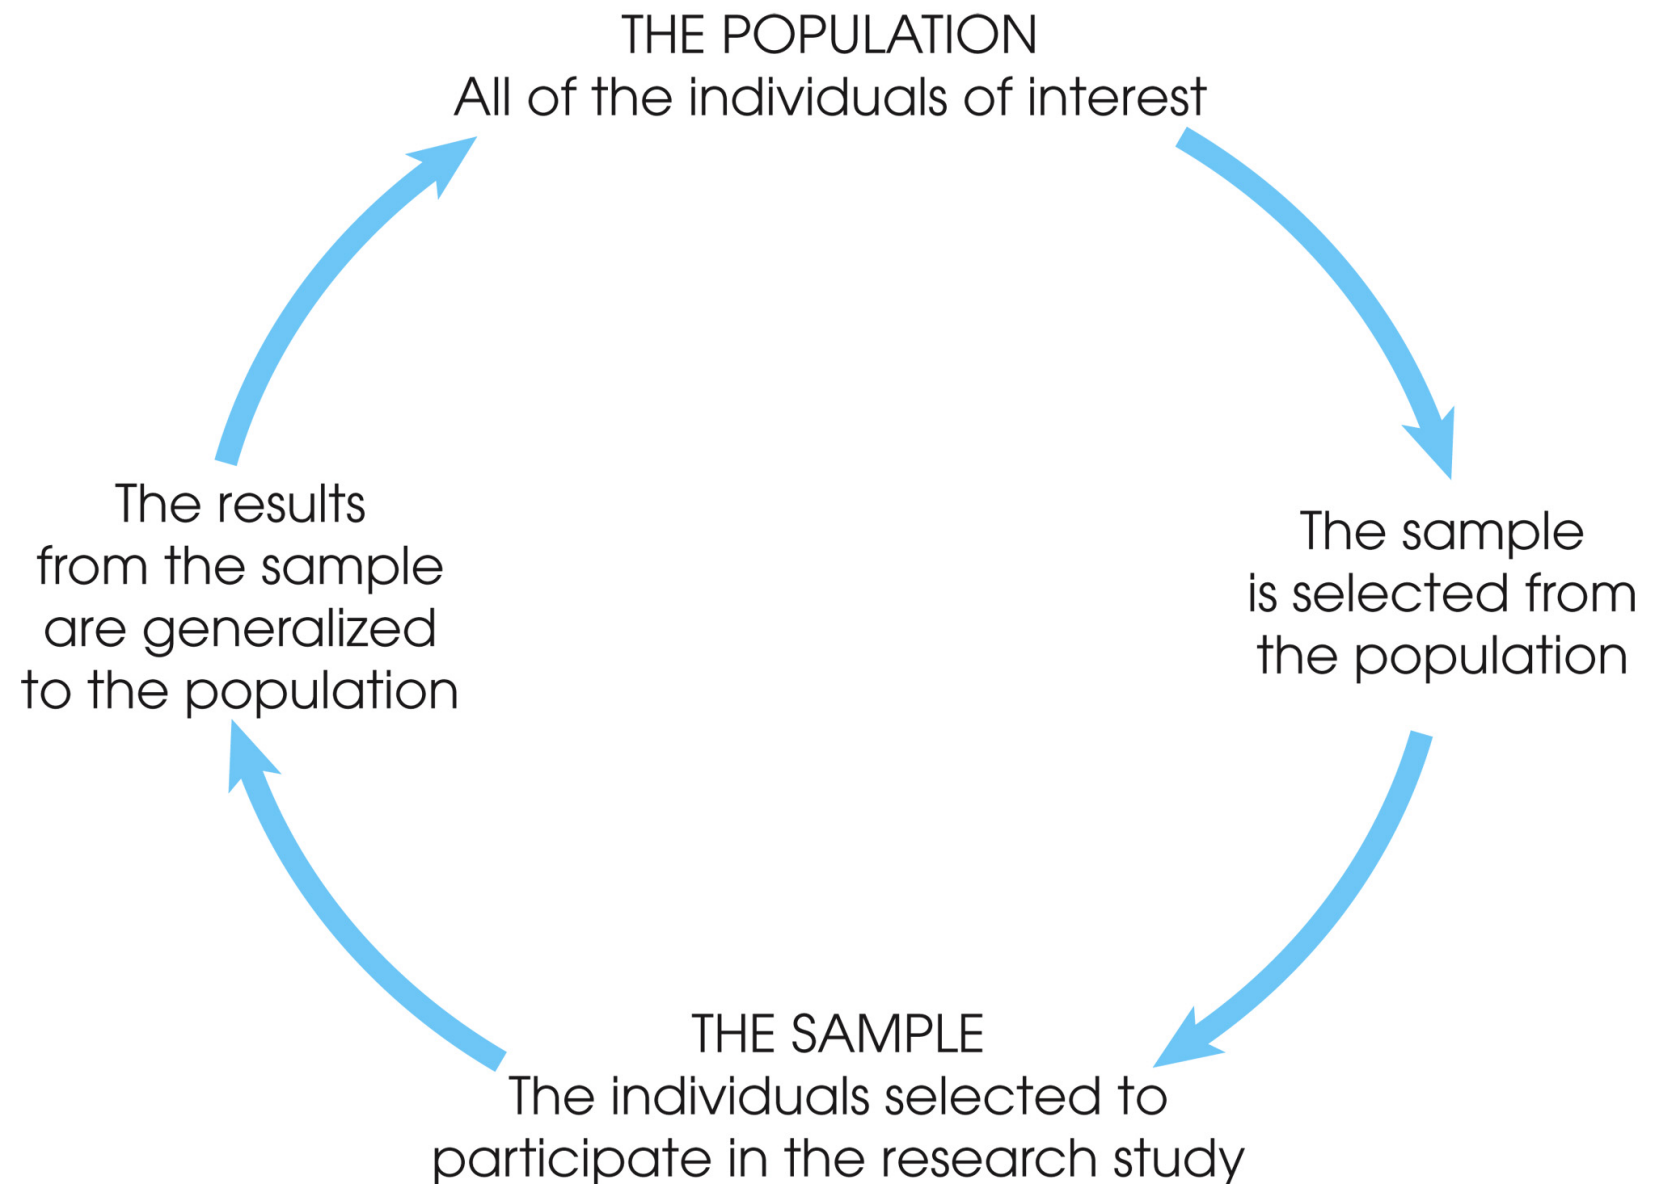 THE POPULATION
All of the individuals of interest
The sample
is selected from
the population
THE SAMPLE
The individuals selected to
participate in the research study
The results
from the sample
are generalized
to the population